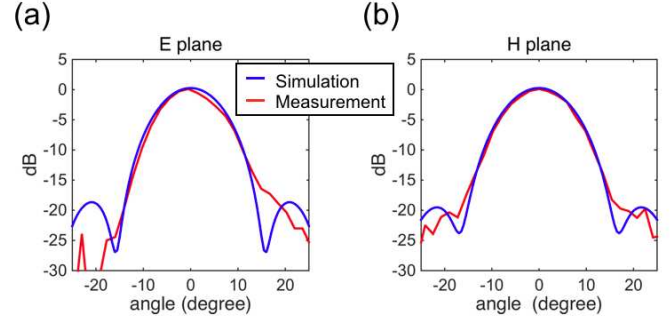 (a)
E plane
5
0
-5
-10
-15
-20
-25
-30
dB
-20 -10 0 10 20
angle (degree)
Simulation
Measurement
(b)
H plane
5
0
-5
-10
-15
-20
-25
-30
dB
-20 -10 0 10 20
angle (degree)